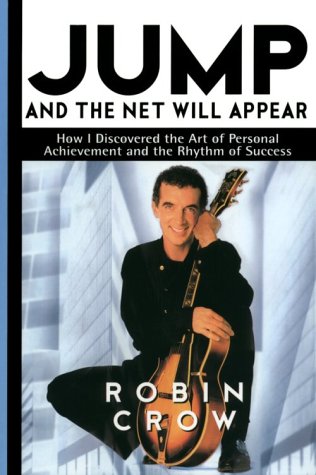 JUMP
AND THE NET WILL APPEAR
How I Discovered the Art of Personal
Achievement and the Rhythm of Success
ROBIN
CROW